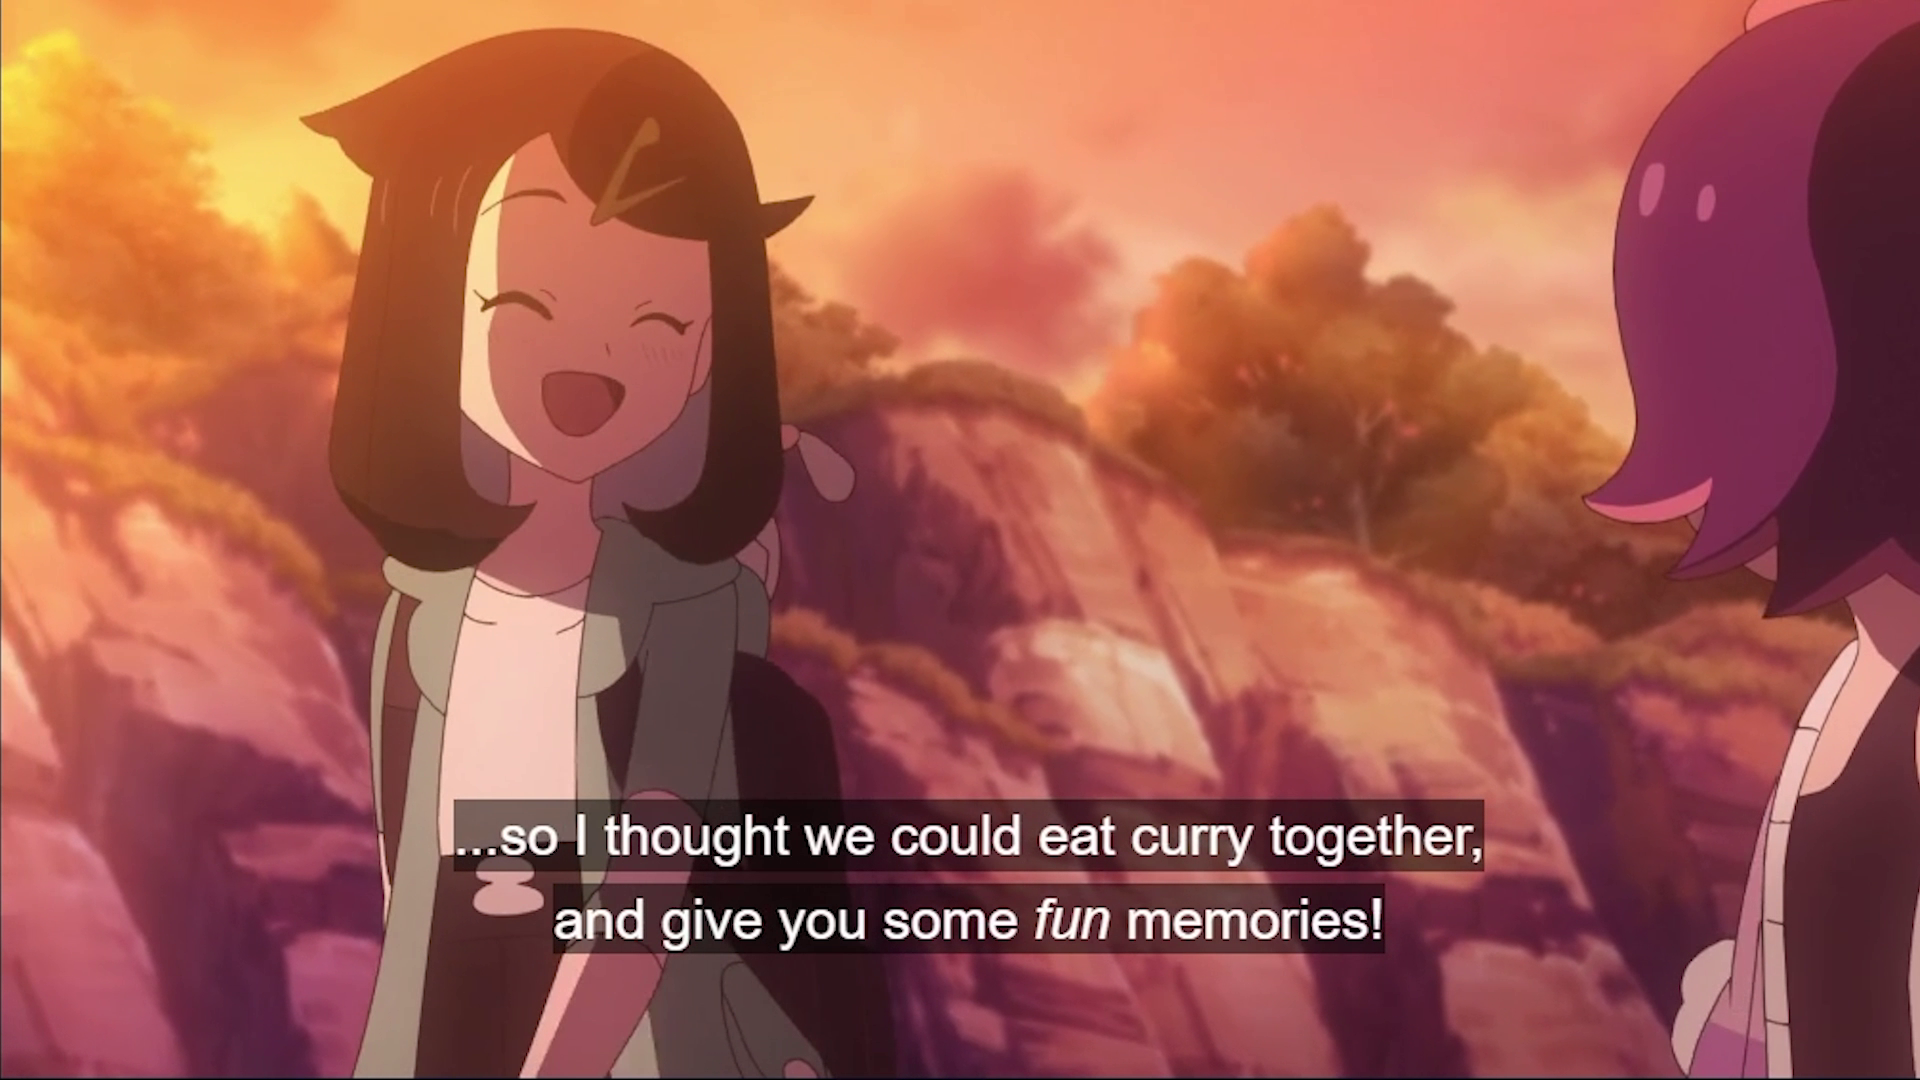 ...so I thought we could eat curry together,
and give you some fun memories!